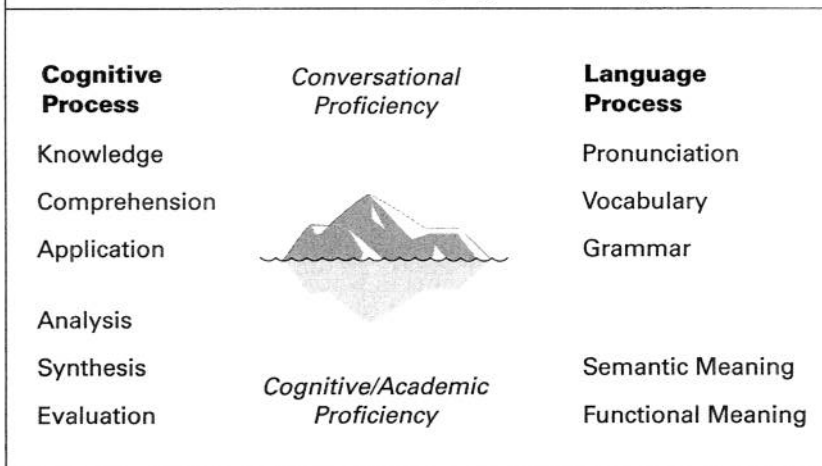 Cognitive Process
Conversational Proficiency
Language Process
Knowledge
Pronunciation
Comprehension
Vocabulary
Application
Grammar
Analysis
Synthesis
Semantic Meaning
Cognitive/Academic Proficiency
Evaluation
Functional Meaning